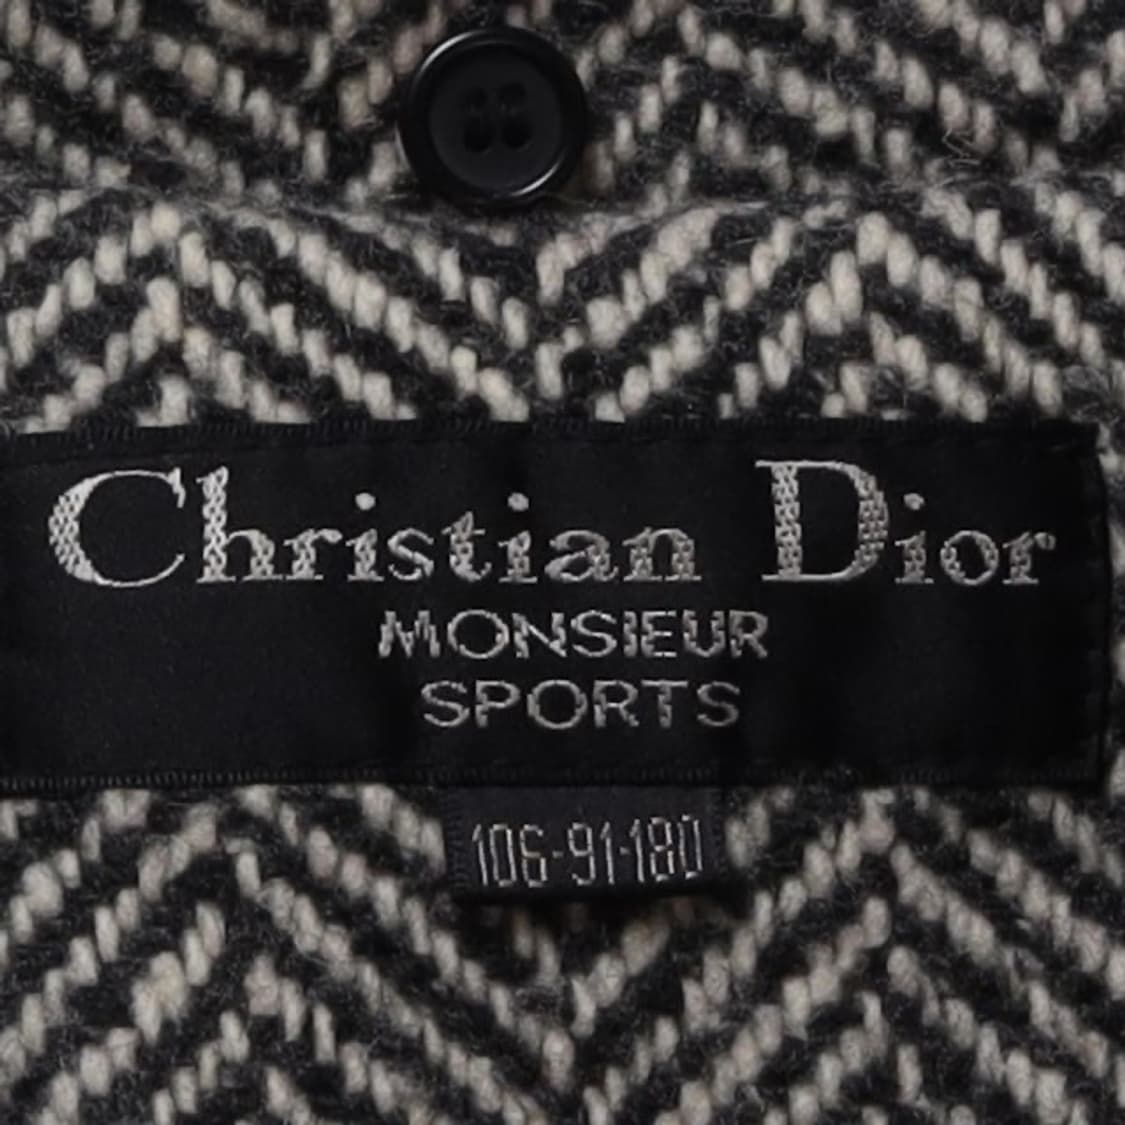 Christian Dior
MONSIEUR
SPORTS
106-91-180